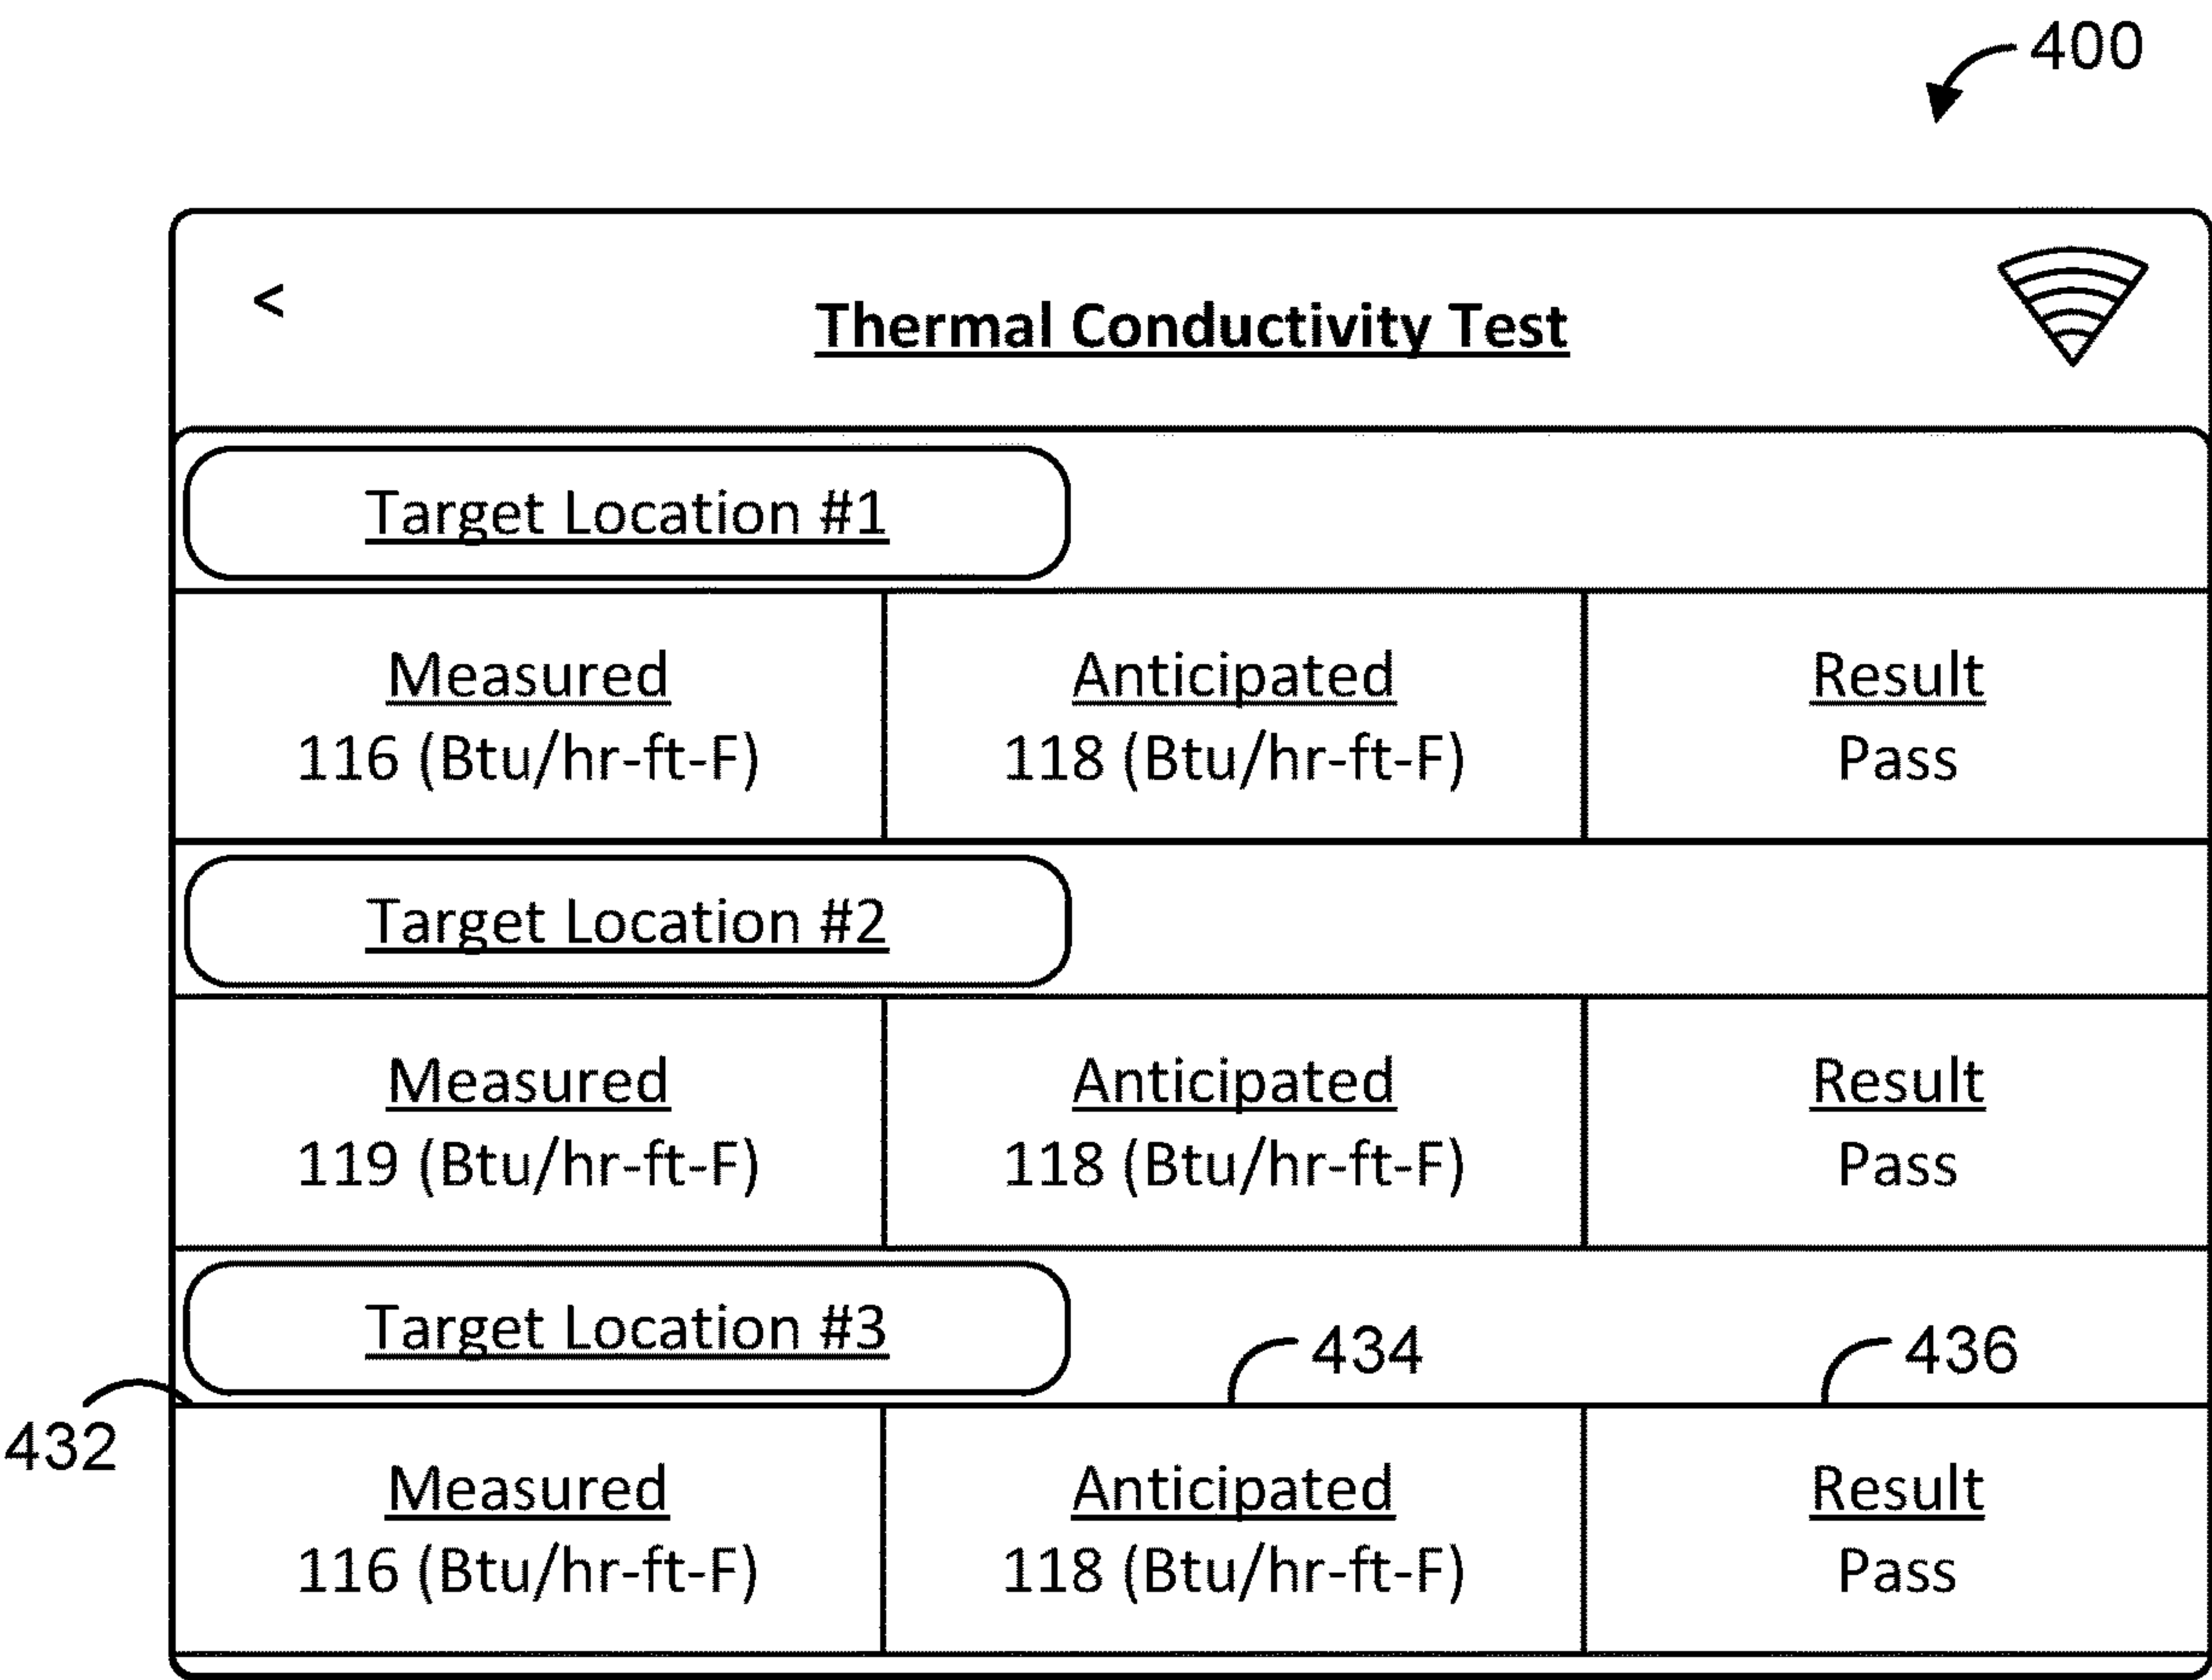 400
<
Thermal Conductivity Test
Target Location #1
Measured Anticipated Result
116 (Btu/hr-ft-F) 118 (Btu/hr-ft-F) Pass
Target Location #2
Measured Anticipated Result
119 (Btu/hr-ft-F) 118 (Btu/hr-ft-F) Pass
Target Location #3
434 436
432
Measured Anticipated Result
116 (Btu/hr-ft-F) 118 (Btu/hr-ft-F) Pass